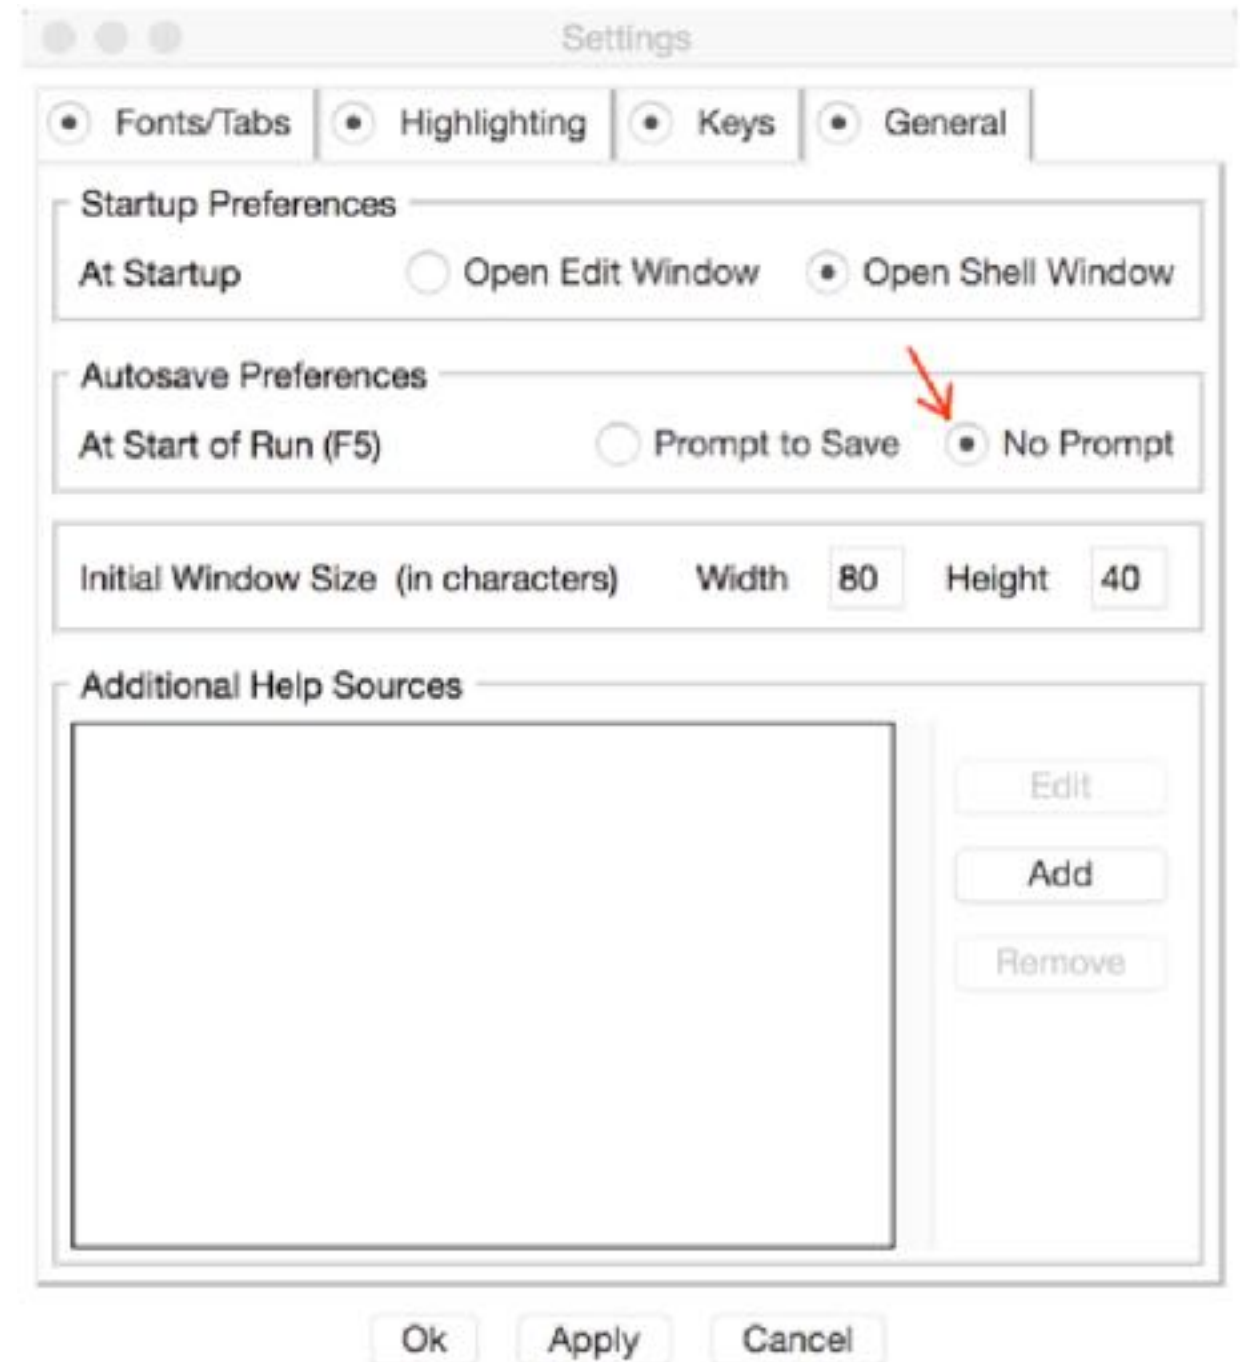 Settings
Fonts/Tabs Highlighting Keys General
Startup Preferences
At Startup Open Edit Window Open Shell Window
Autosave Preferences
At Start of Run (F5) Prompt to Save No Prompt
Initial Window Size (in characters) Width 80 Height 40
Additional Help Sources
Edit
Add
Remove
Ok Apply Cancel